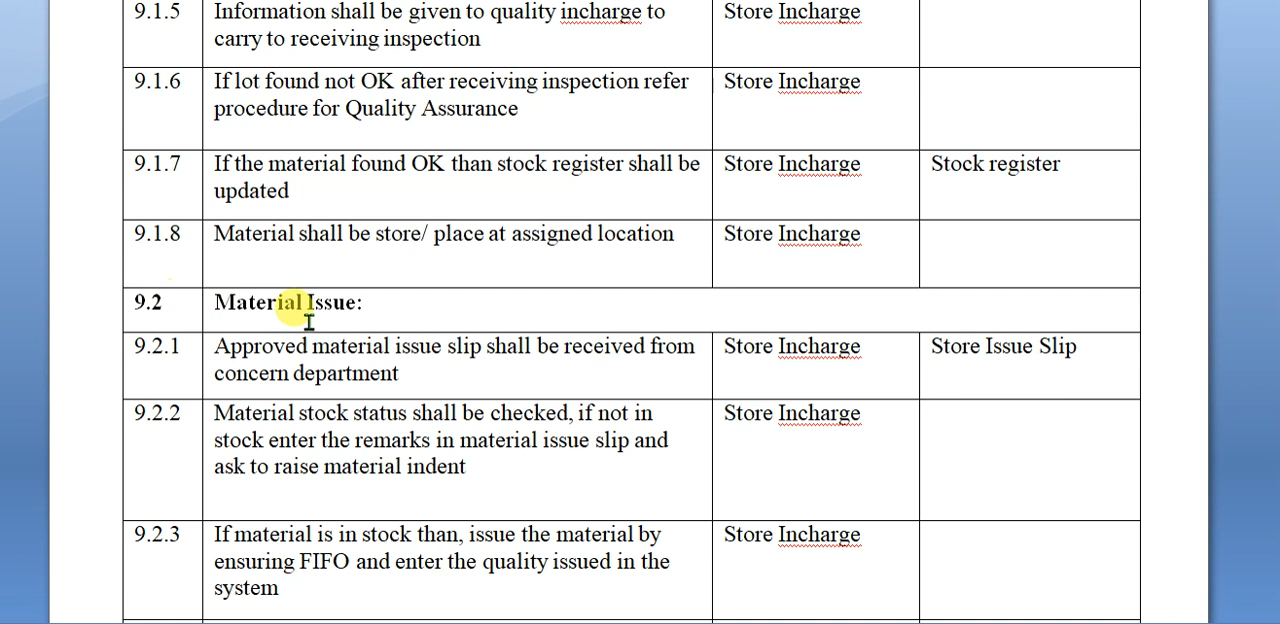 9.1.5 Information shall be given to quality incharge to Store Incharge
carry to receiving inspection
9.1.6 If lot found not OK after receiving inspection refer Store Incharge
procedure for Quality Assurance
9.1.7 If the material found OK than stock register shall be Store Incharge Stock register
updated
9.1.8 Material shall be store/ place at assigned location Store Incharge
9.2 Material Issue:
9.2.1 Approved material issue slip shall be received from Store Incharge Store Issue Slip
concern department
9.2.2 Material stock status shall be checked, if not in Store Incharge
stock enter the remarks in material issue slip and
ask to raise material indent
9.2.3 If material is in stock than, issue the material by Store Incharge
ensuring FIFO and enter the quality issued in the
system